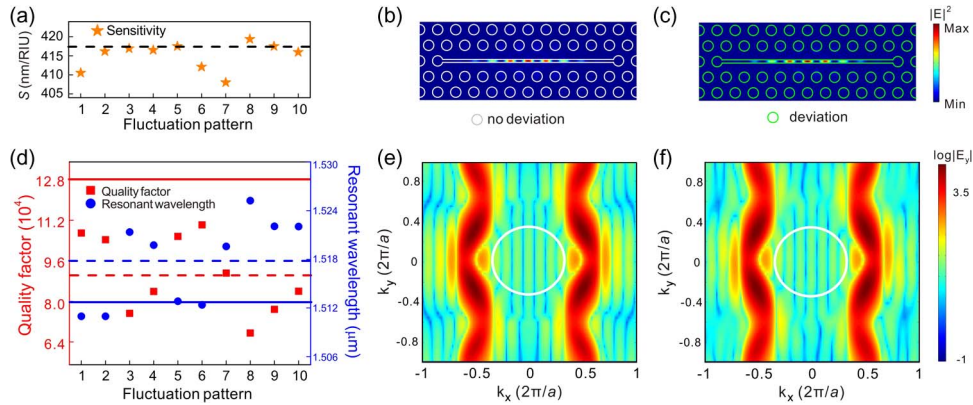 (a)
Sensitivity
S (nm/RIU)
420
415
410
405
1 2 3 4 5 6 7 8 9 10
Fluctuation pattern
(b)
no deviation
(c)
deviation
|E|²
Max
Min
(d)
Quality factor (10⁴)
12.8
11.2
9.6
8.0
6.4
Quality factor
Resonant wavelength
1.530
1.524
1.518
1.512
1.506
Resonant wavelength (μm)
1 2 3 4 5 6 7 8 9 10
Fluctuation pattern
(e)
k_y (2π/a)
0.8
0.4
0
-0.4
-0.8
-1 -0.5 0 0.5 1
k_x (2π/a)
(f)
k_y (2π/a)
0.8
0.4
0
-0.4
-0.8
-1 -0.5 0 0.5 1
k_x (2π/a)
log|E_y|
3.5
-1